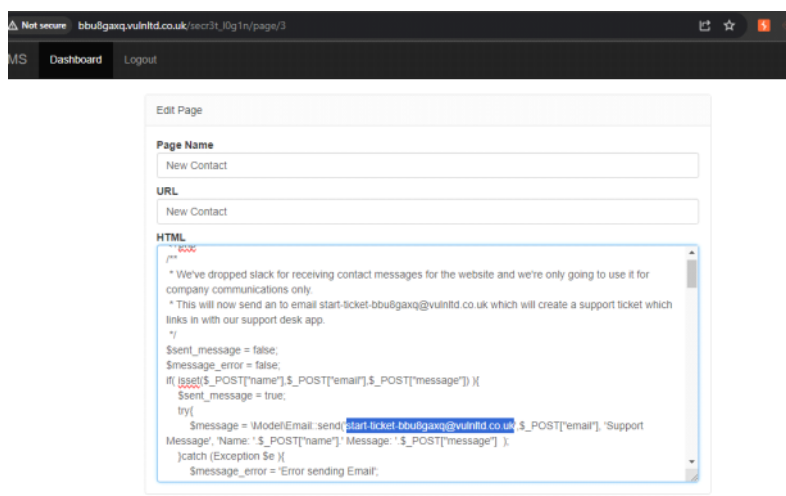 Not secure bbu8gaxq.vulnltd.co.uk/secr3t_l0g1n/page/3
MS Dashboard Logout
Edit Page
Page Name
New Contact
URL
New Contact
HTML
/**
* We've dropped slack for receiving contact messages for the website and we're only going to use it for
company communications only.
* This will now send an to email start-ticket-bbu8gaxq@vulnltd.co.uk which will create a support ticket which
links in with our support desk app.
*/
$sent_message = false;
$message_error = false;
if( isset($_POST["name"],$_POST["email"],$_POST["message"]) ){
$sent_message = true;
try{
$message = \Model\Email::send('start-ticket-bbu8gaxq@vulnltd.co.uk',$_POST["email"], 'Support
Message', 'Name: '.$_POST["name"].' Message: '.$_POST["message"] );
}catch (Exception $e ){
$message_error = 'Error sending Email';